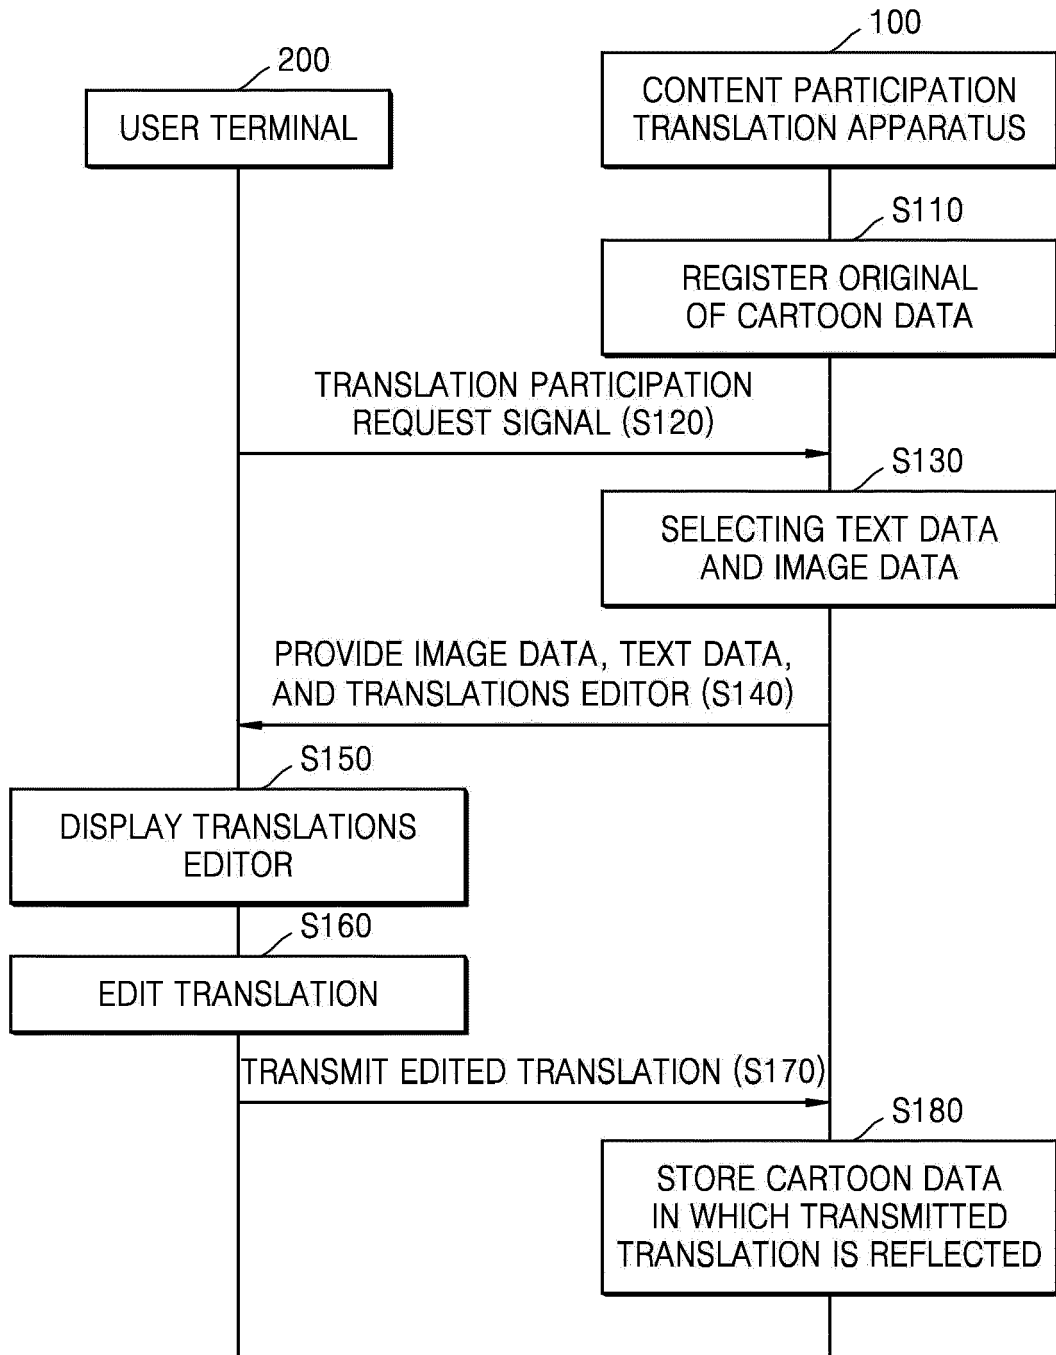 100
200
CONTENT PARTICIPATION
TRANSLATION APPARATUS
USER TERMINAL
S110
REGISTER ORIGINAL
OF CARTOON DATA
TRANSLATION PARTICIPATION
REQUEST SIGNAL (S120)
S130
SELECTING TEXT DATA
AND IMAGE DATA
PROVIDE IMAGE DATA, TEXT DATA,
AND TRANSLATIONS EDITOR (S140)
S150
DISPLAY TRANSLATIONS
EDITOR
S160
EDIT TRANSLATION
TRANSMIT EDITED TRANSLATION (S170)
S180
STORE CARTOON DATA
IN WHICH TRANSMITTED
TRANSLATION IS REFLECTED